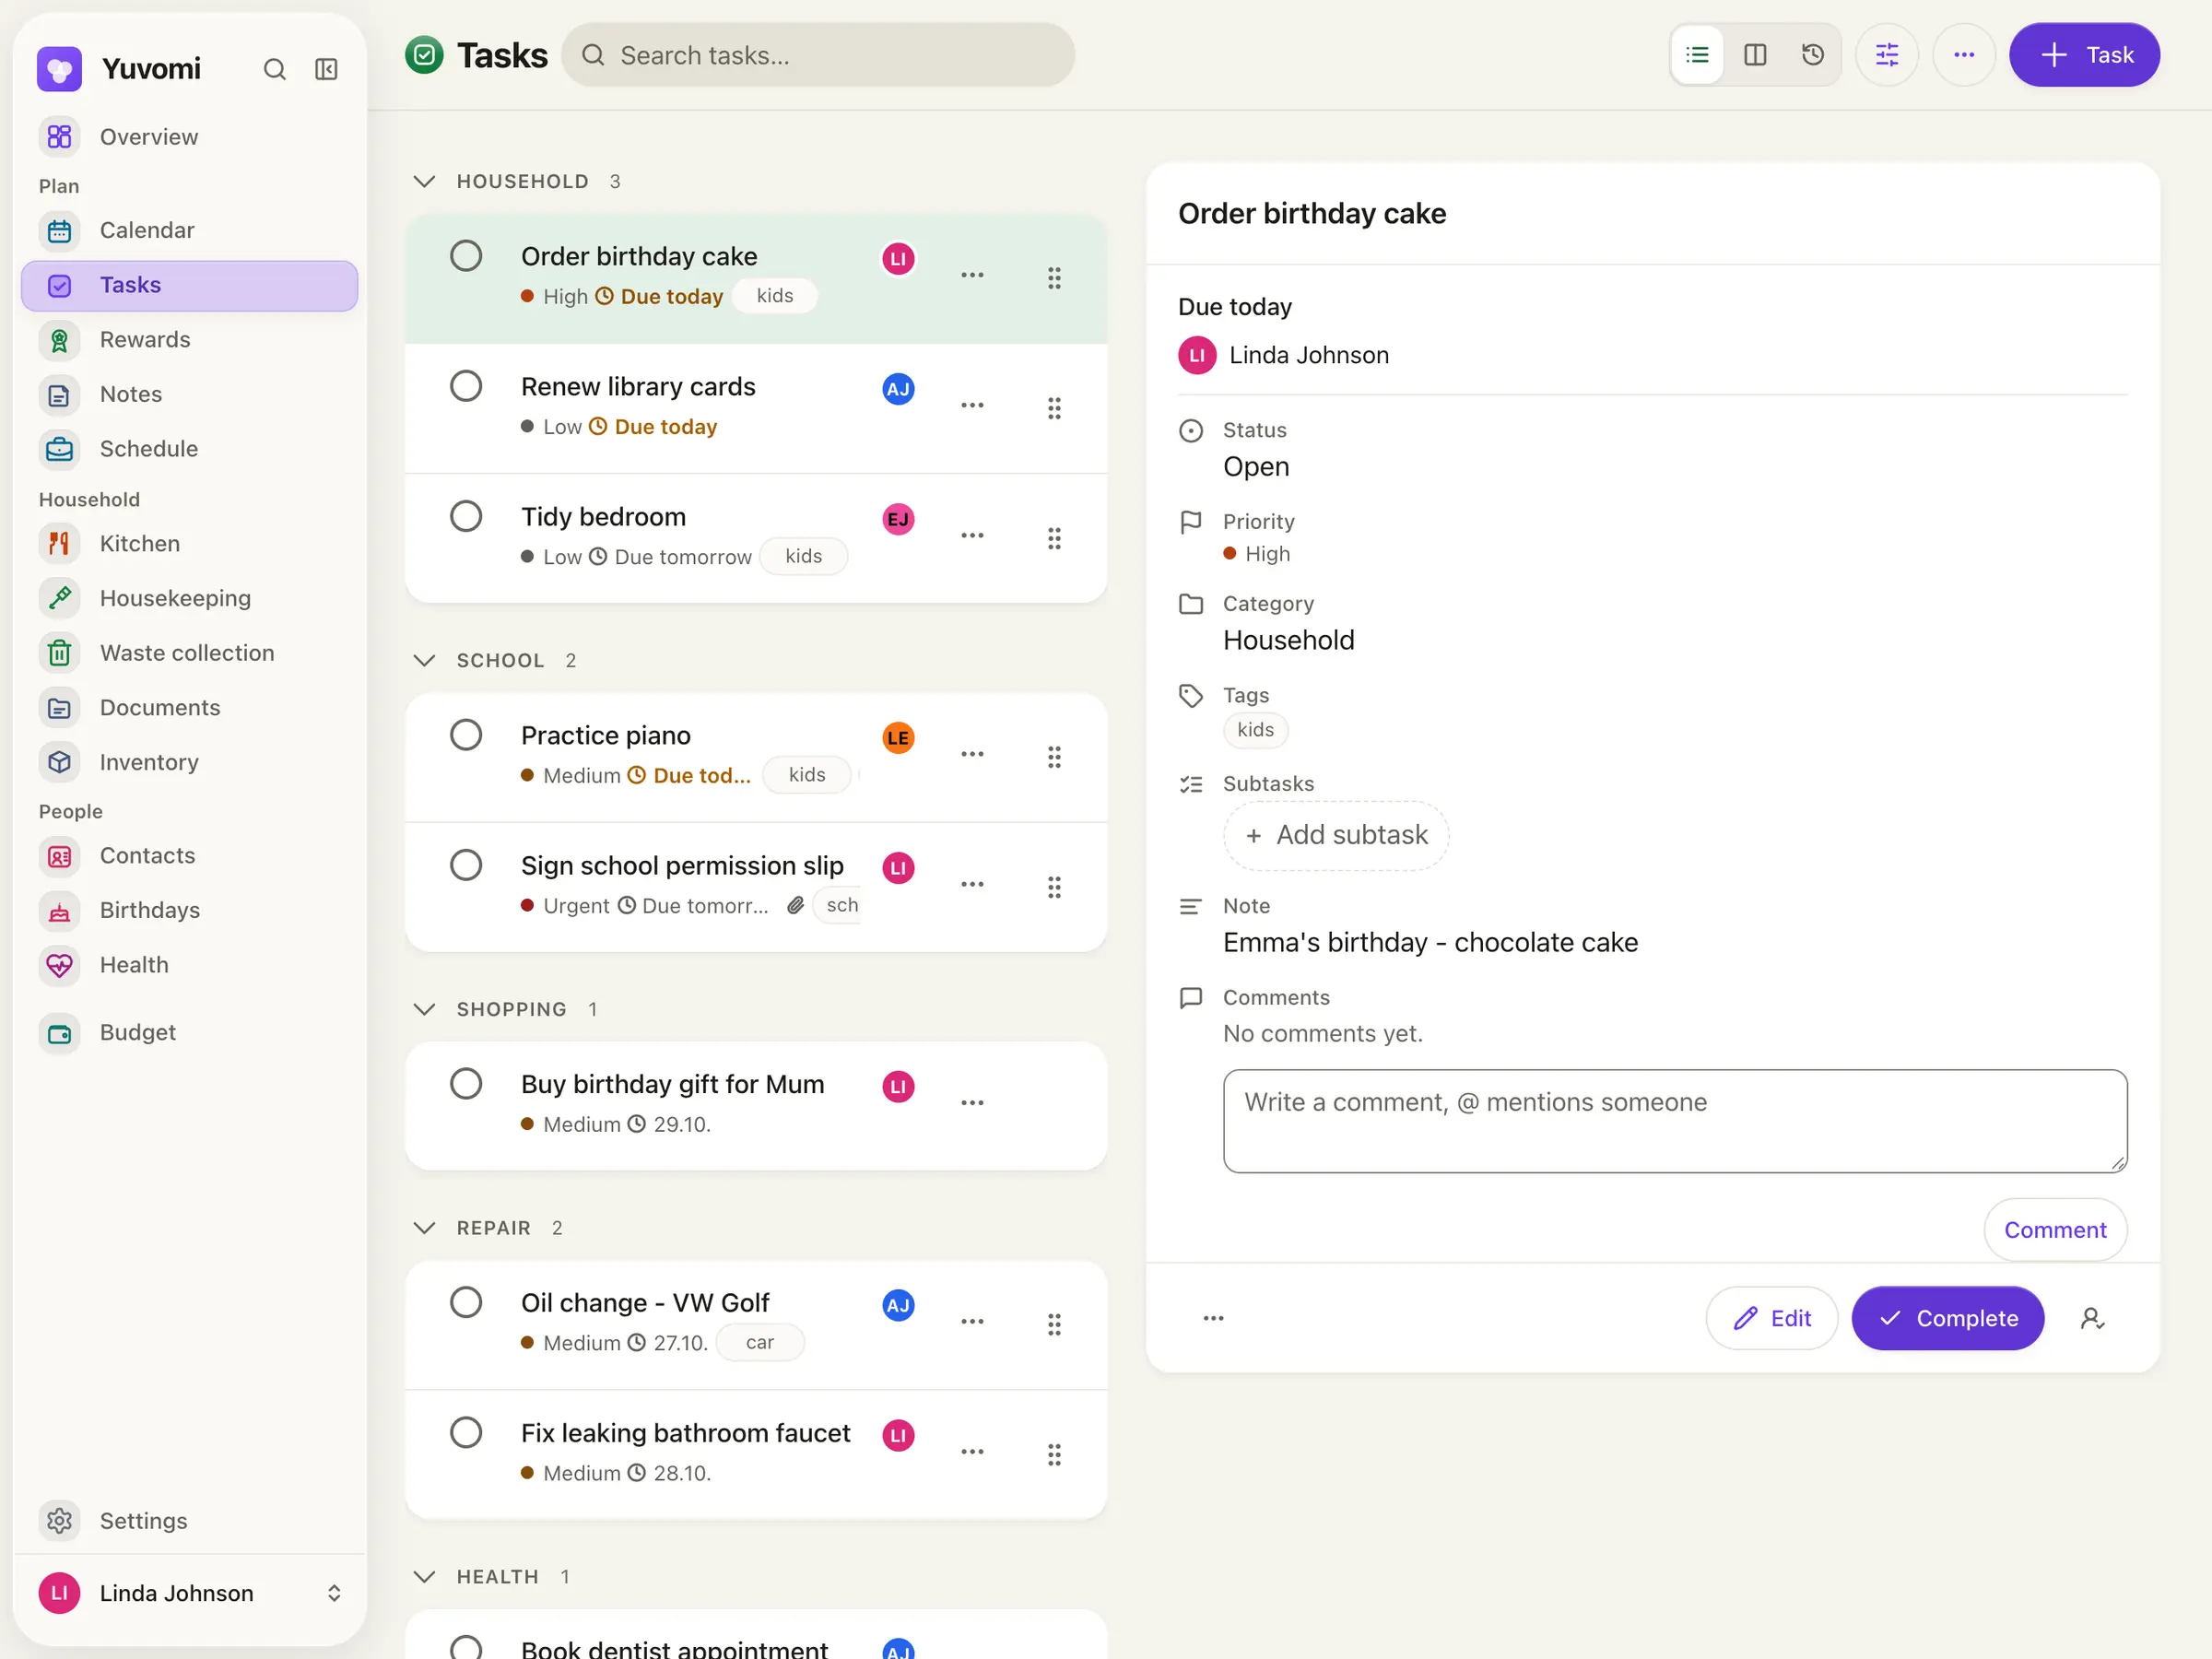 Yuvomi
Overview
Plan
Calendar
Tasks
Rewards
Notes
Schedule
Household
Kitchen
Housekeeping
Waste collection
Documents
Inventory
People
Contacts
Birthdays
Health
Budget
Settings
LI Linda Johnson
Tasks
Search tasks...
Task
HOUSEHOLD 3
Order birthday cake LI
High Due today kids
Renew library cards AJ
Low Due today
Tidy bedroom EJ
Low Due tomorrow kids
SCHOOL 2
Practice piano LE
Medium Due tod... kids
Sign school permission slip LI
Urgent Due tomorr... sch
SHOPPING 1
Buy birthday gift for Mum LI
Medium 29.10.
REPAIR 2
Oil change - VW Golf AJ
Medium 27.10. car
Fix leaking bathroom faucet LI
Medium 28.10.
HEALTH 1
Book dentist appointment AJ
Order birthday cake
Due today
LI Linda Johnson
Status
Open
Priority
High
Category
Household
Tags
kids
Subtasks
+ Add subtask
Note
Emma's birthday - chocolate cake
Comments
No comments yet.
Write a comment, @ mentions someone
Comment
Edit
Complete